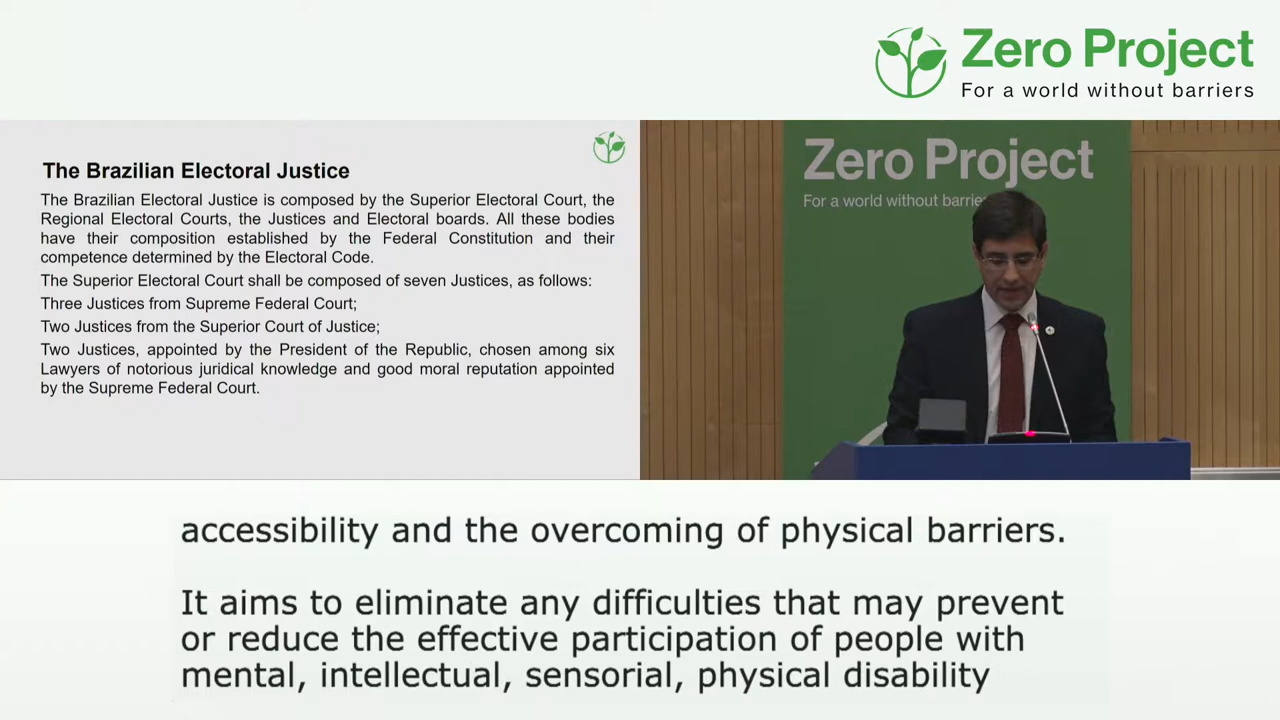 Zero Project
For a world without barriers
The Brazilian Electoral Justice
The Brazilian Electoral Justice is composed by the Superior Electoral Court, the
Regional Electoral Courts, the Justices and Electoral boards. All these bodies
have their composition established by the Federal Constitution and their
competence determined by the Electoral Code.
The Superior Electoral Court shall be composed of seven Justices, as follows:
Three Justices from Supreme Federal Court;
Two Justices from the Superior Court of Justice;
Two Justices, appointed by the President of the Republic, chosen among six
Lawyers of notorious juridical knowledge and good moral reputation appointed
by the Supreme Federal Court.
Zero Project
For a world without barrie
accessibility and the overcoming of physical barriers.
It aims to eliminate any difficulties that may prevent
or reduce the effective participation of people with
mental, intellectual, sensorial, physical disability